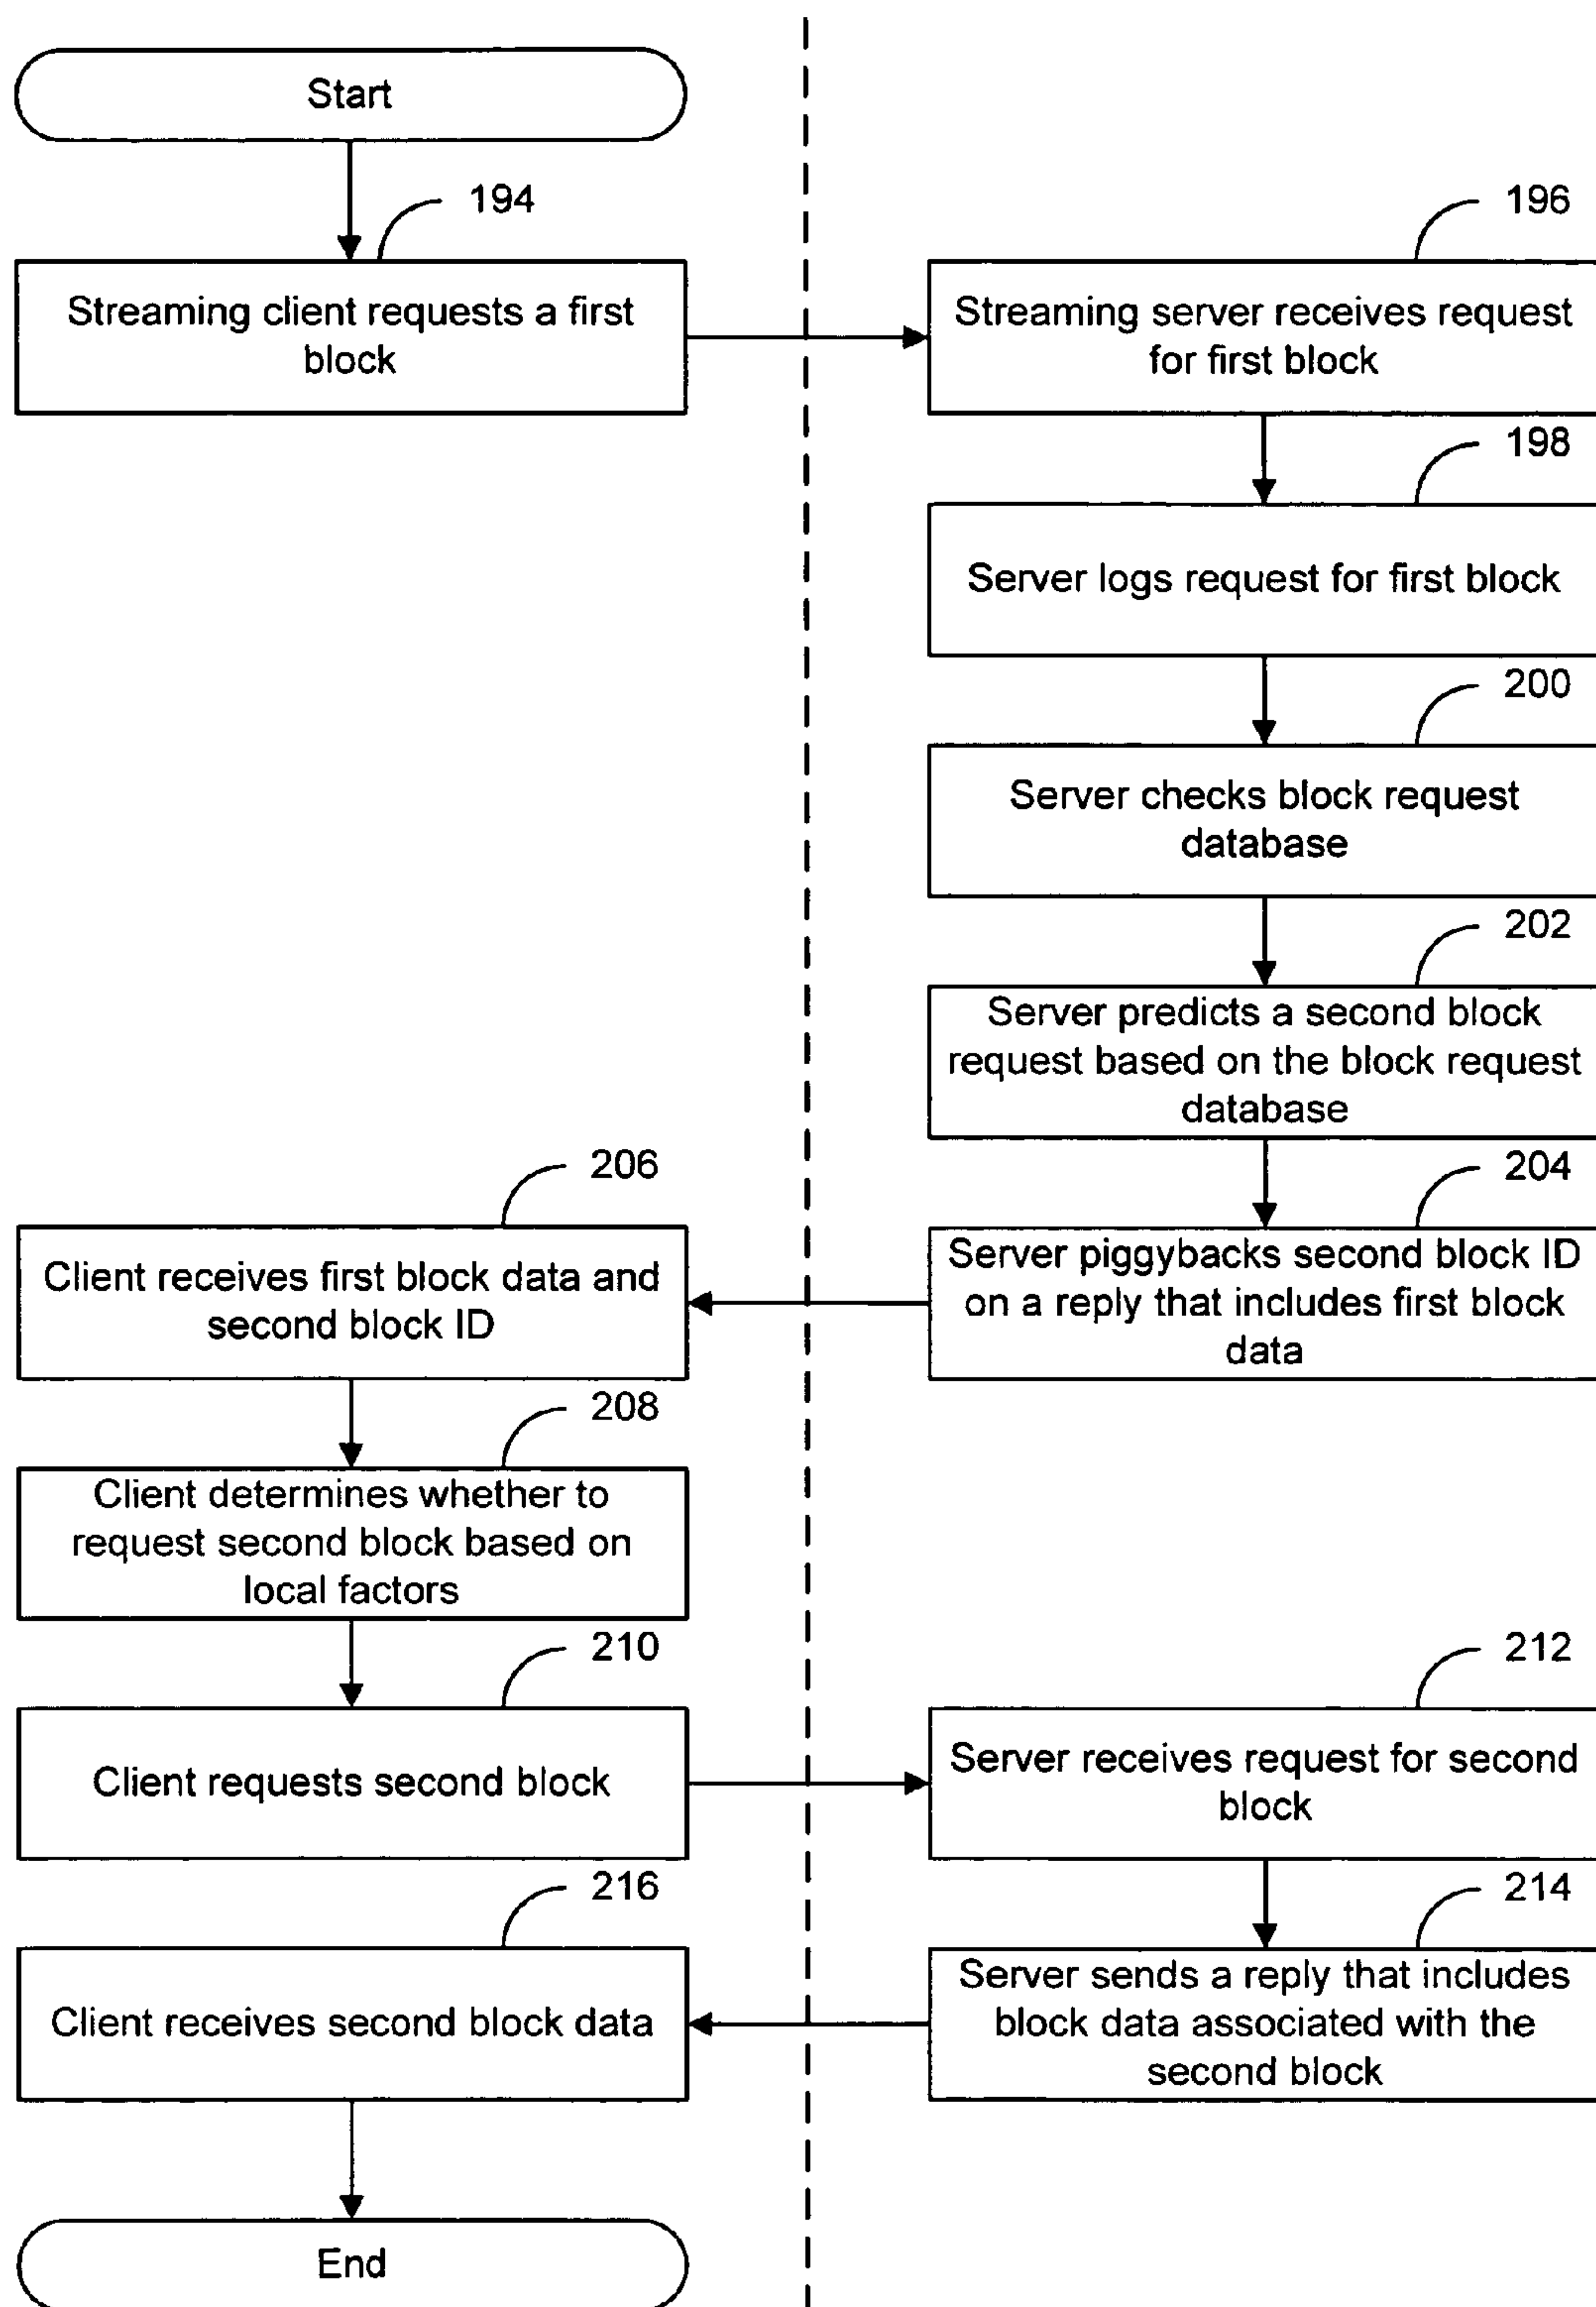 Start
194
Streaming client requests a first
block
196
Streaming server receives request
for first block
198
Server logs request for first block
200
Server checks block request
database
202
Server predicts a second block
request based on the block request
database
204
Server piggybacks second block ID
on a reply that includes first block
data
206
Client receives first block data and
second block ID
208
Client determines whether to
request second block based on
local factors
210
Client requests second block
212
Server receives request for second
block
214
Server sends a reply that includes
block data associated with the
second block
216
Client receives second block data
End